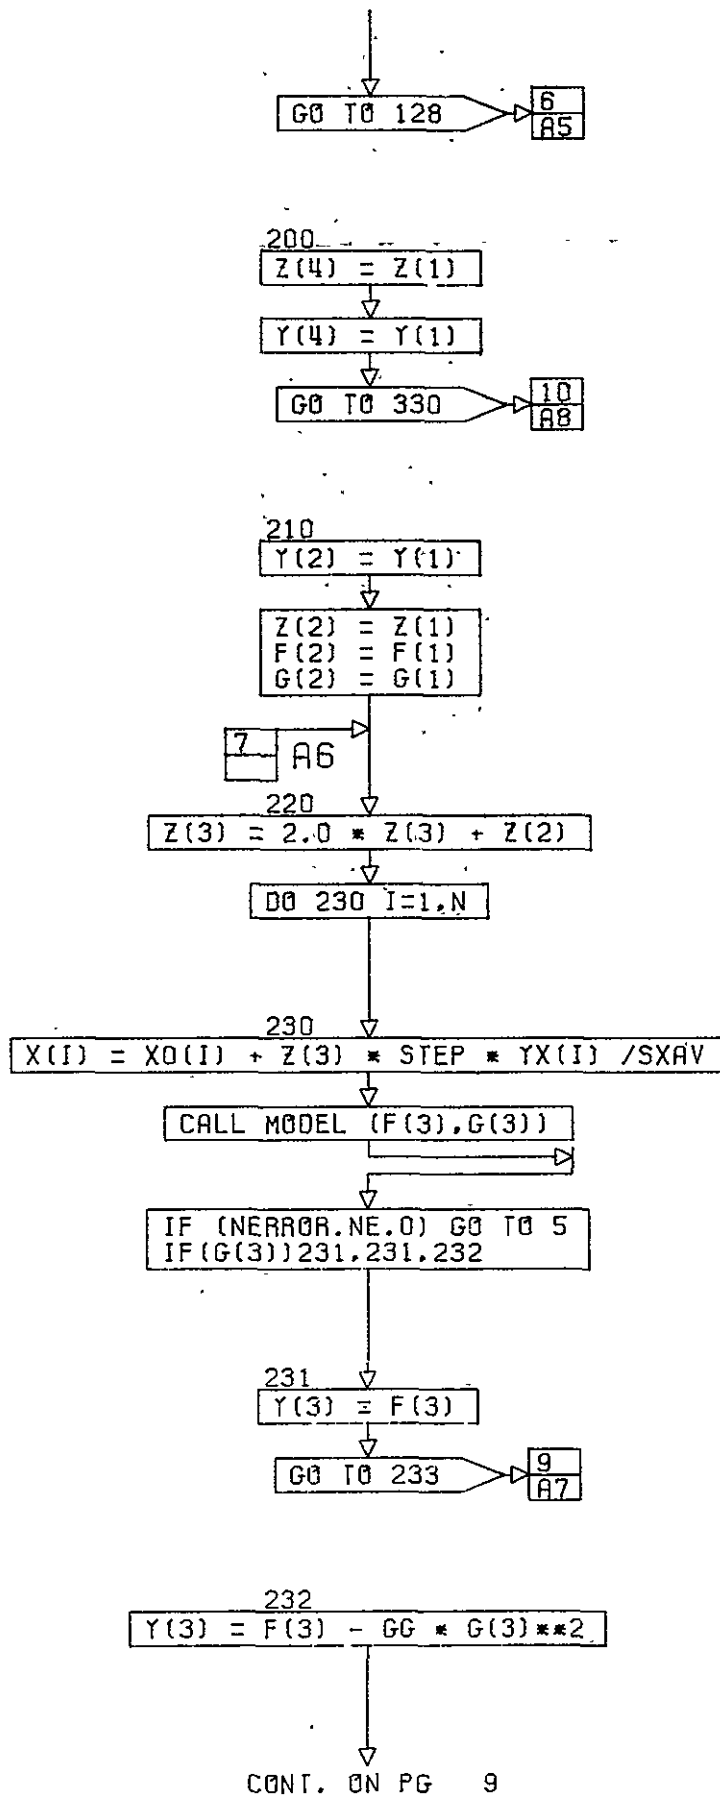 GO TO 128
6
A5
200
Z(4) = Z(1)
Y(4) = Y(1)
GO TO 330
10
A8
210
Y(2) = Y(1)
Z(2) = Z(1)
F(2) = F(1)
G(2) = G(1)
7
A6
220
Z(3) = 2.0 * Z(3) + Z(2)
DO 230 I=1,N
230
X(I) = XO(I) + Z(3) * STEP * YX(I) /SXAV
CALL MODEL (F(3),G(3))
IF (NERROR.NE.0) GO TO 5
IF(G(3))231,231,232
231
Y(3) = F(3)
GO TO 233
9
A7
232
Y(3) = F(3) - GG * G(3)**2
CONT. ON PG 9